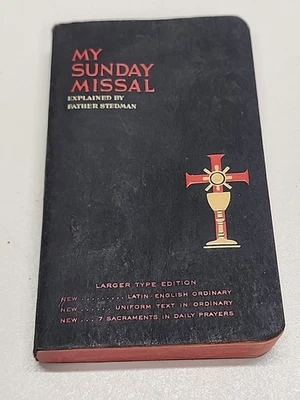 MY
SUNDAY
MISSAL
EXPLAINED BY
FATHER STEDMAN
LARGER TYPE EDITION
NEW ......... LATIN-ENGLISH ORDINARY
NEW ...... UNIFORM TEXT IN ORDINARY
NEW ... 7 SACRAMENTS IN DAILY PRAYERS